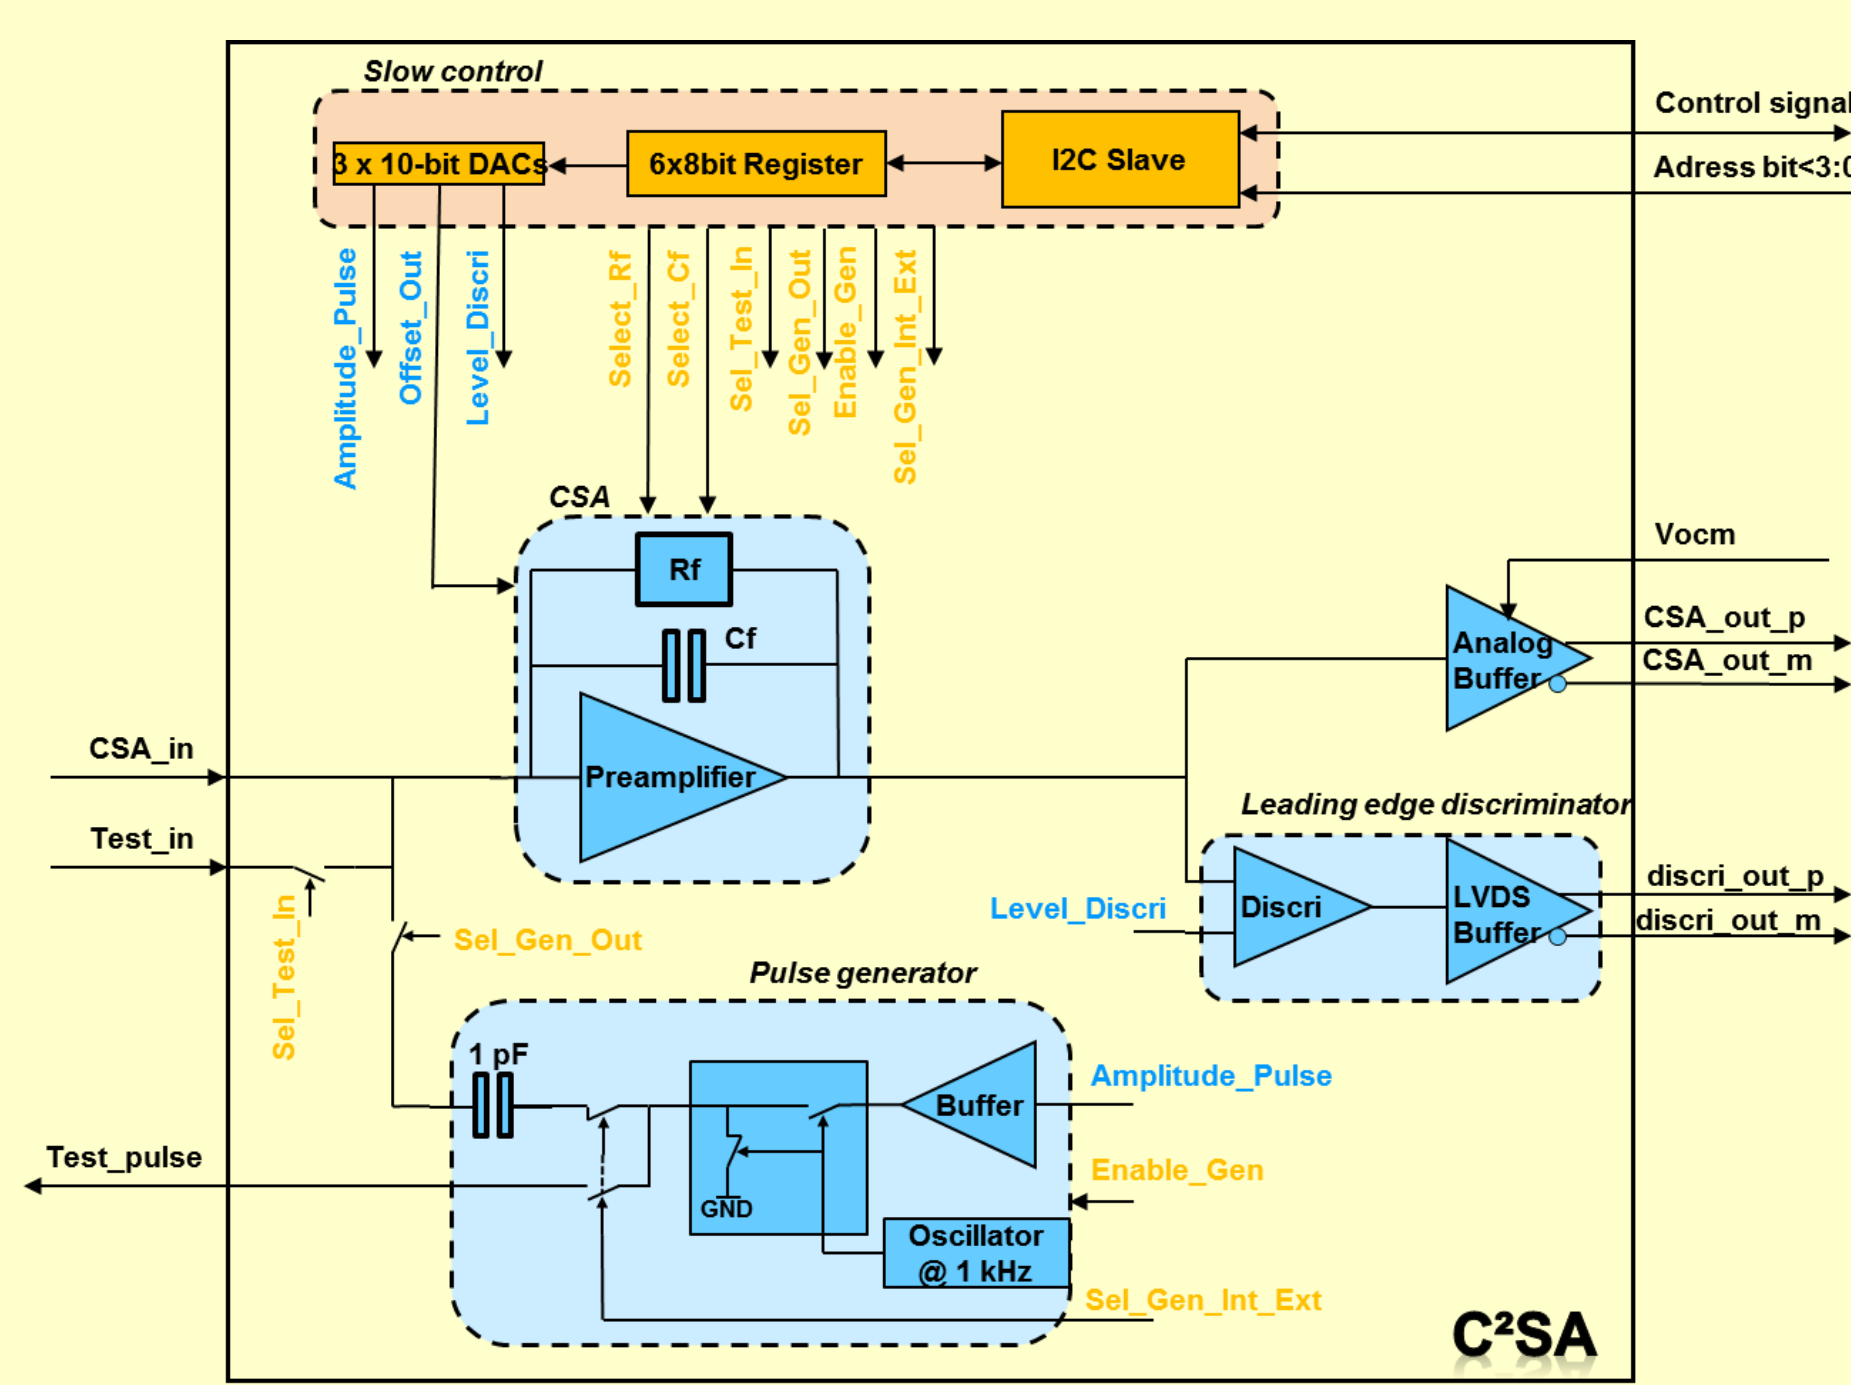 Slow control
Control signal
3 x 10-bit DACs
6x8bit Register
I2C Slave
Adress bit<3:0
Amplitude_Pulse
Offset_Out
Level_Discri
Select_Rf
Select_Cf
Sel_Test_In
Sel_Gen_Out
Enable_Gen
Sel_Gen_Int_Ext
CSA
Rf
Cf
Preamplifier
Vocm
Analog
Buffer
CSA_out_p
CSA_out_m
CSA_in
Test_in
Sel_Test_In
Sel_Gen_Out
Leading edge discriminator
Level_Discri
Discri
LVDS
Buffer
discri_out_p
discri_out_m
Pulse generator
1 pF
Buffer
Amplitude_Pulse
Test_pulse
GND
Enable_Gen
Oscillator
@ 1 kHz
Sel_Gen_Int_Ext
C²SA